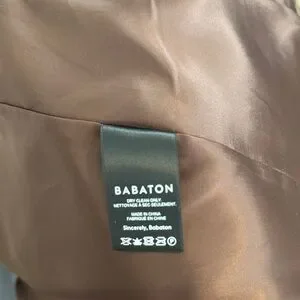 BABATON
DRY CLEAN ONLY.
NETTOYAGE À SEC SEULEMENT.
MADE IN CHINA
FABRIQUÉ EN CHINE
Sincerely, Babaton